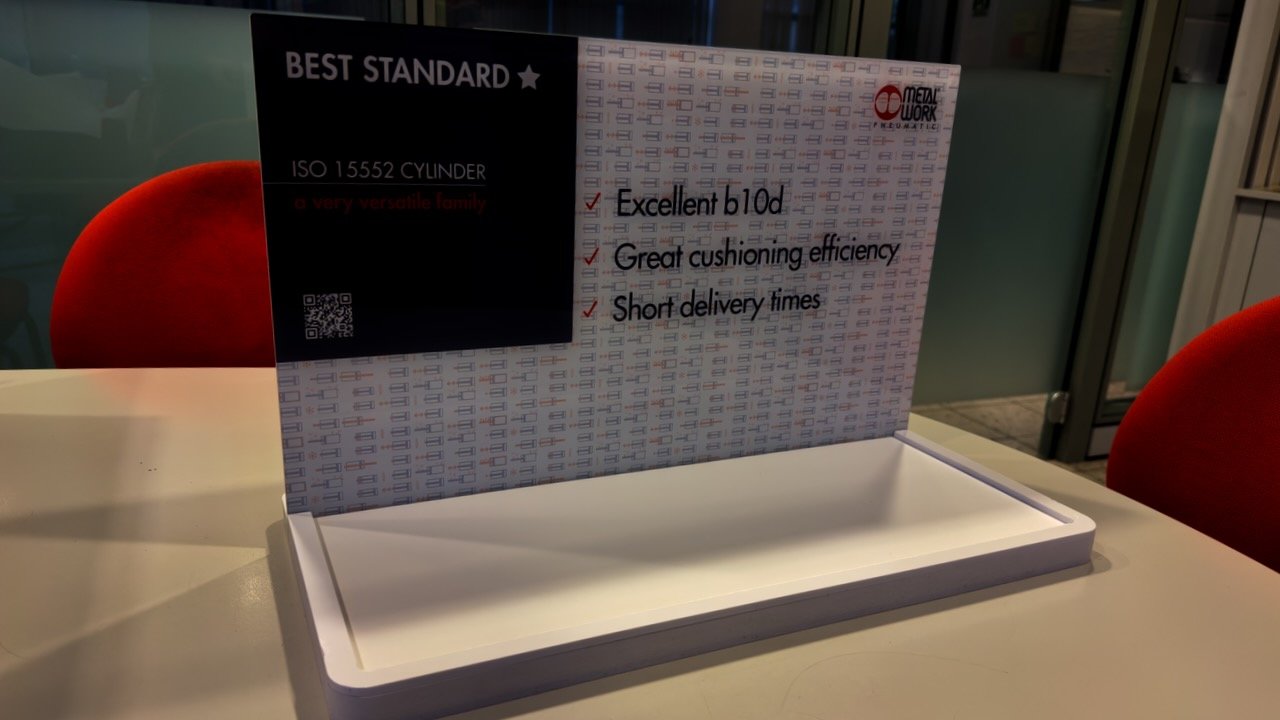 BEST STANDARD ★
ISO 15552 CYLINDER
a very versatile family
METAL
WORK
PNEUMATIC
Excellent b10d
Great cushioning efficiency
Short delivery times